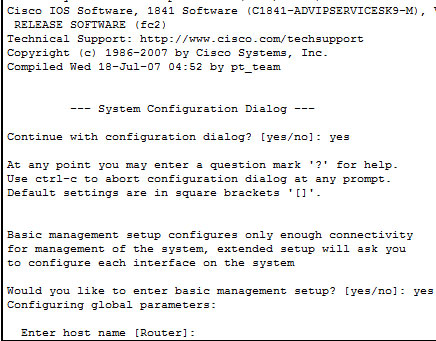 Cisco IOS Software, 1841 Software (C1841-ADVIPSERVICESK9-M),
RELEASE SOFTWARE (fc2)
Technical Support: http://www.cisco.com/techsupport
Copyright (c) 1986-2007 by Cisco Systems, Inc.
Compiled Wed 18-Jul-07 04:52 by pt_team
--- System Configuration Dialog ---
Continue with configuration dialog? [yes/no]: yes
At any point you may enter a question mark '?' for help.
Use ctrl-c to abort configuration dialog at any prompt.
Default settings are in square brackets '[]'.
Basic management setup configures only enough connectivity
for management of the system, extended setup will ask you
to configure each interface on the system
Would you like to enter basic management setup? [yes/no]: yes
Configuring global parameters:
Enter host name [Router]: